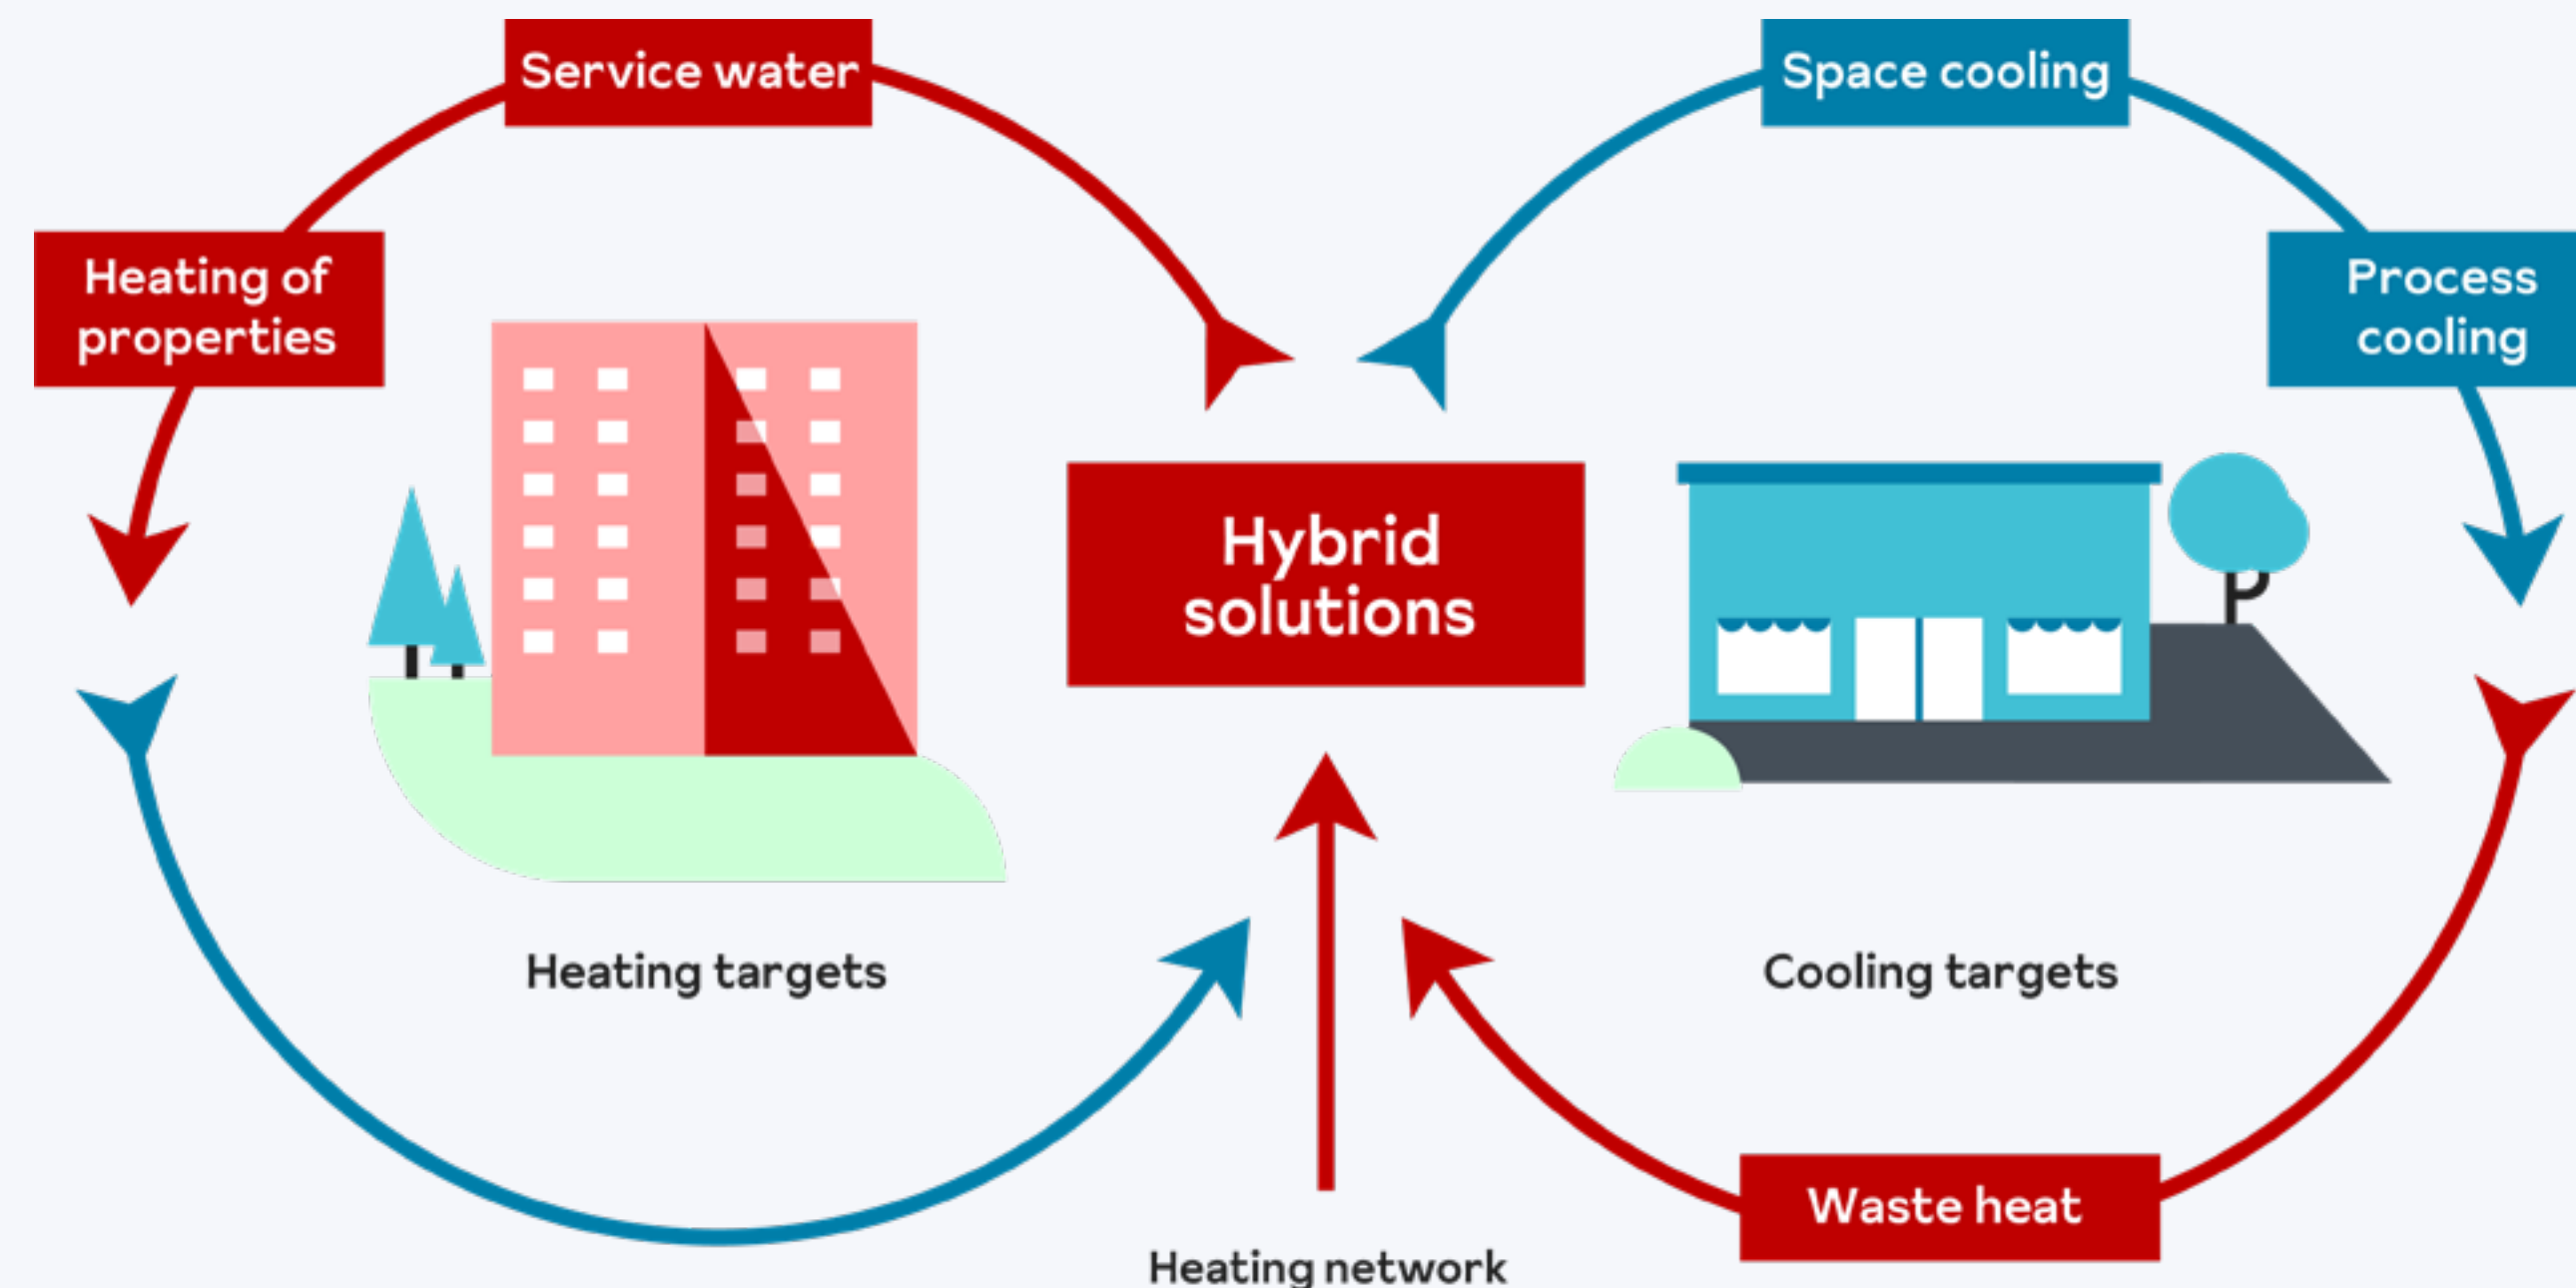 Service water
Space cooling
Heating of
properties
Process
cooling
Hybrid
solutions
Heating targets
Cooling targets
Waste heat
Heating network